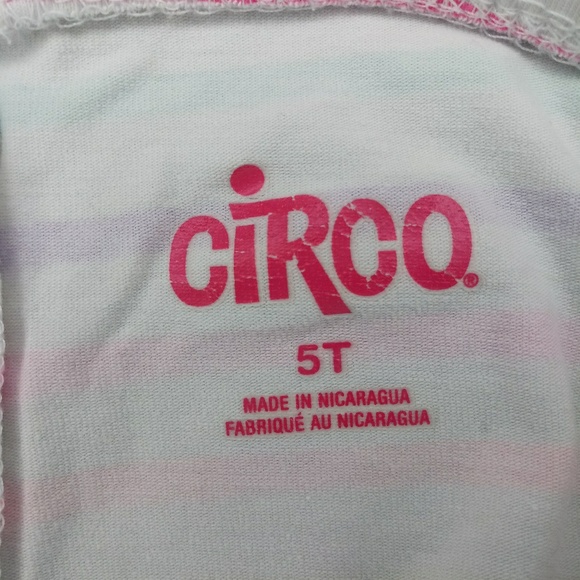 CiRCO®
5T
MADE IN NICARAGUA
FABRIQUÉ AU NICARAGUA